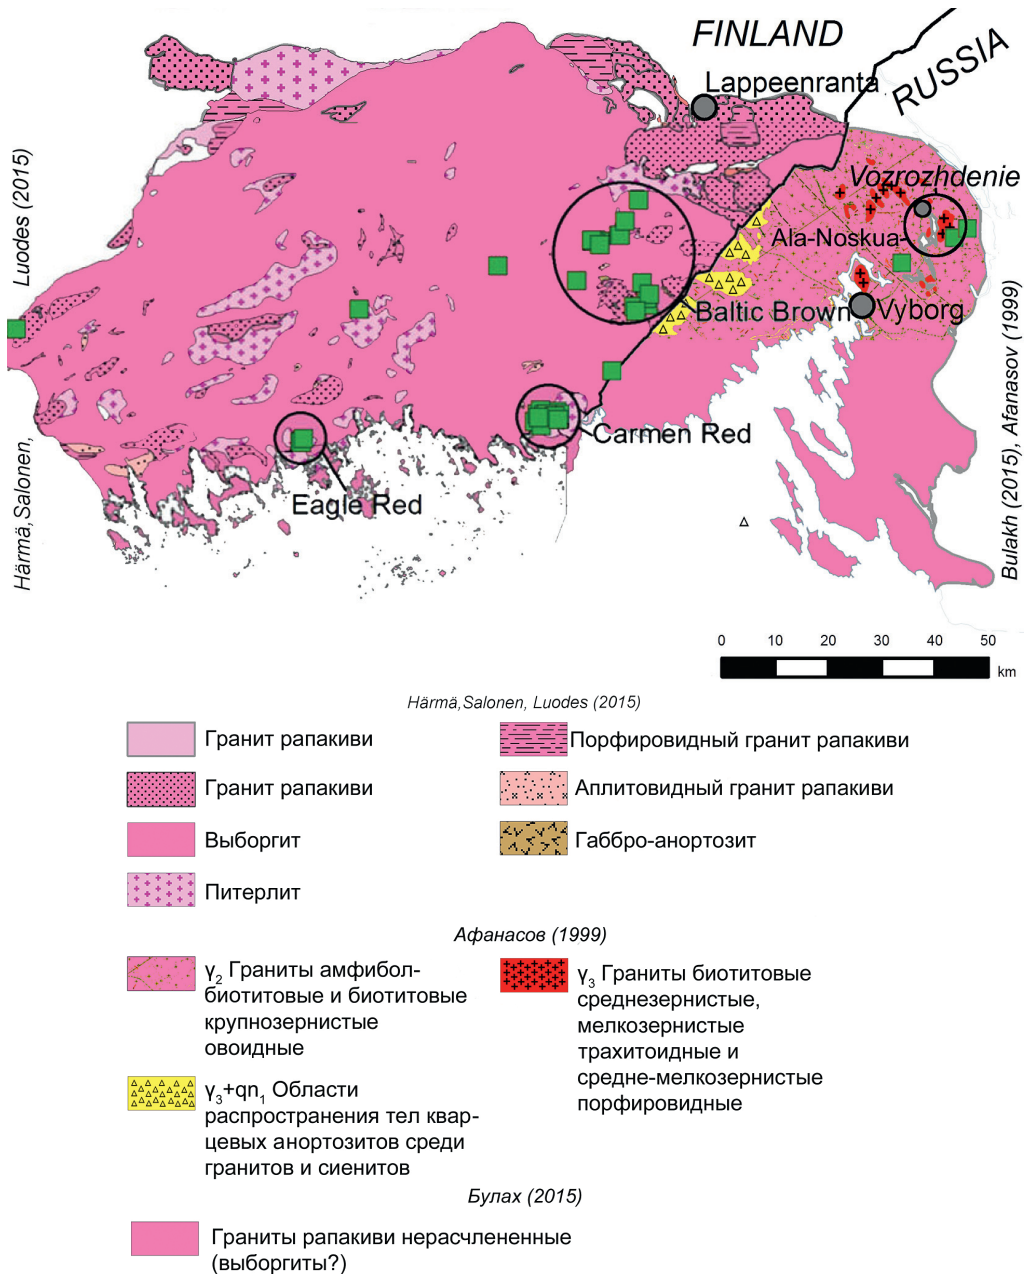 FINLAND
RUSSIA
Lappeenranta
Vozrozhdenie
Ala-Noskua
Baltic Brown
Vyborg
Carmen Red
Eagle Red
Härmä,Salonen,
Luodes (2015)
Bulakh (2015), Afanasov (1999)
0 10 20 30 40 50
km
Härmä,Salonen, Luodes (2015)
Гранит рапакиви
Гранит рапакиви
Выборгит
Питерлит
Порфировидный гранит рапакиви
Аплитовидный гранит рапакиви
Габбро-анортозит
Афанасов (1999)
γ2 Граниты амфибол-
биотитовые и биотитовые
крупнозернистые
овоидные
γ3+qn1 Области
распространения тел квар-
цевых анортозитов среди
гранитов и сиенитов
γ3 Граниты биотитовые
среднезернистые,
мелкозернистые
трахитоидные и
средне-мелкозернистые
порфировидные
Булах (2015)
Граниты рапакиви нерасчлененные
(выборгиты?)